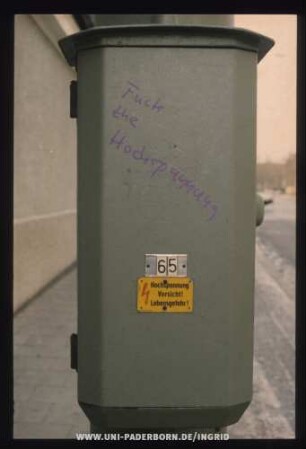 Fuck
the
Hochspannung
65
Hochspannung
Vorsicht!
Lebensgefahr!
WWW.UNI-PADERBORN.DE/INGRID